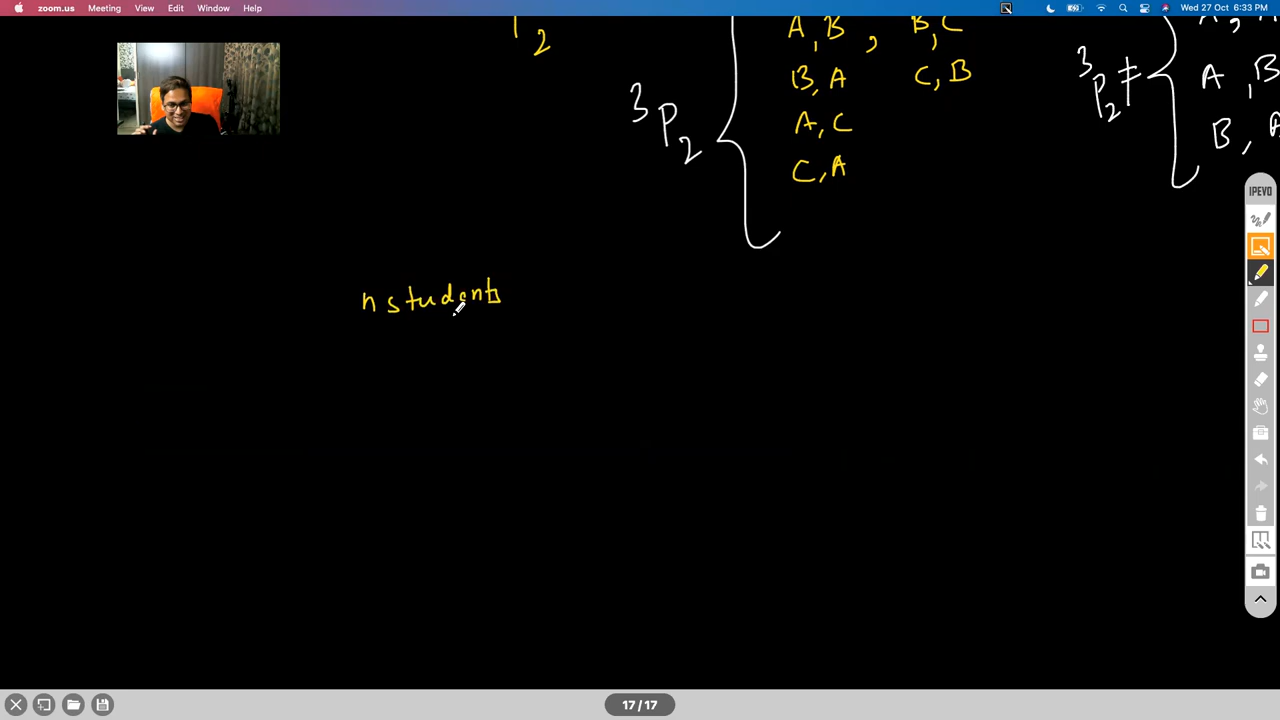 zoom.us Meeting View Edit Window Help Wed 27 Oct 6:33 PM
P2
3P2
A, B , B, C
B, A C, B
A, C
C, A
3P2 ≠
A, B
B, A
IPEVO
n students
17 / 17